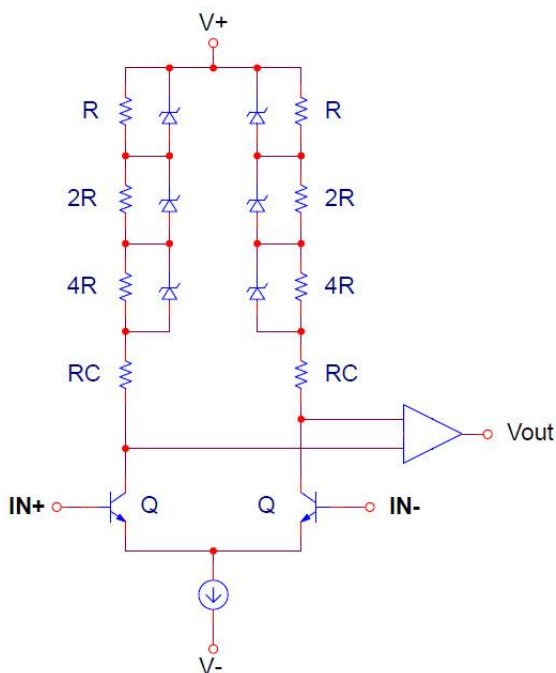 V+
R R
2R 2R
4R 4R
RC RC
Vout
IN+ Q Q IN-
V-